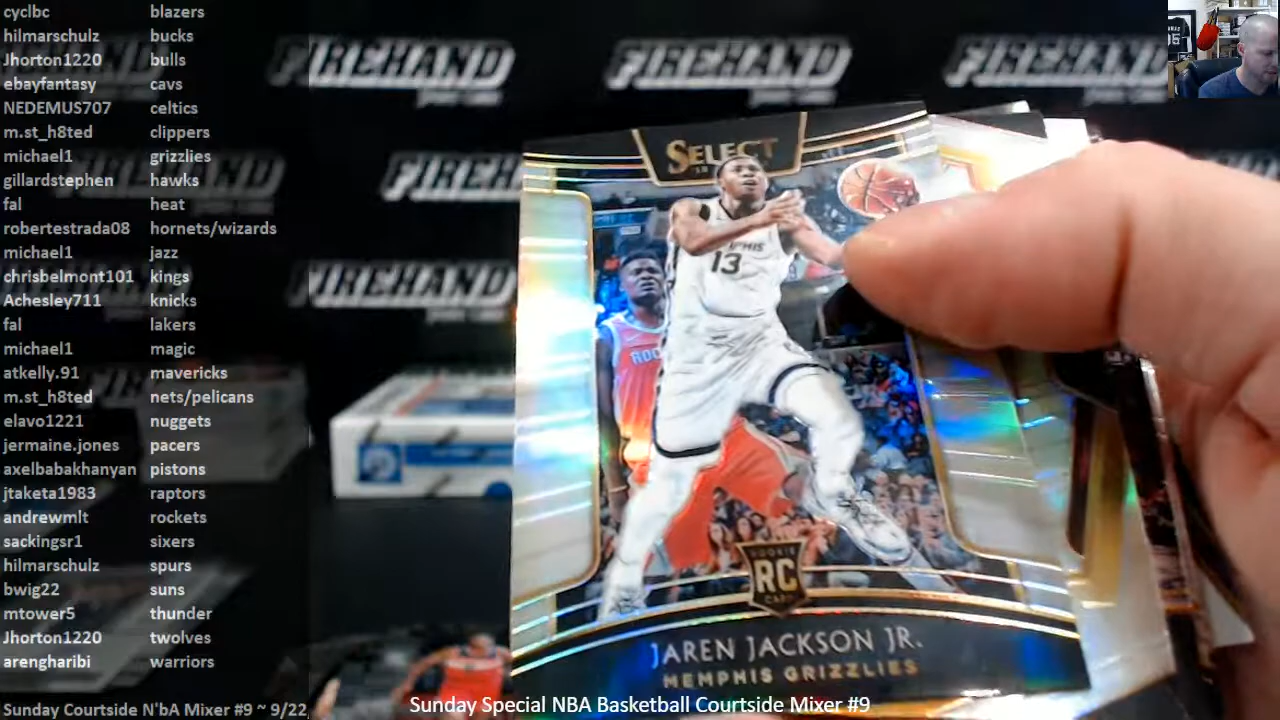 cyclbc blazers
hilmarschulz bucks
Jhorton1220 bulls
ebayfantasy cavs
NEDEMUS707 celtics
m.st_h8ted clippers
michael1 grizzlies
gillardstephen hawks
fal heat
robertestrada08 hornets/wizards
michael1 jazz
chrisbelmont101 kings
Achesley711 knicks
fal lakers
michael1 magic
atkelly.91 mavericks
m.st_h8ted nets/pelicans
elavo1221 nuggets
jermaine.jones pacers
axelbabakhanyan pistons
jtaketa1983 raptors
andrewmlt rockets
sackingsr1 sixers
hilmarschulz spurs
bwig22 suns
mtower5 thunder
Jhorton1220 twolves
arengharibi warriors
Sunday Courtside N'bA Mixer #9 ~ 9/22
FIREHAND
FIREHAND
FIREHAND
FIREHAND
FIREHAND
SELECT
13
ROOKIE
RC
CARD
JAREN JACKSON JR.
MEMPHIS GRIZZLIES
Sunday Special NBA Basketball Courtside Mixer #9